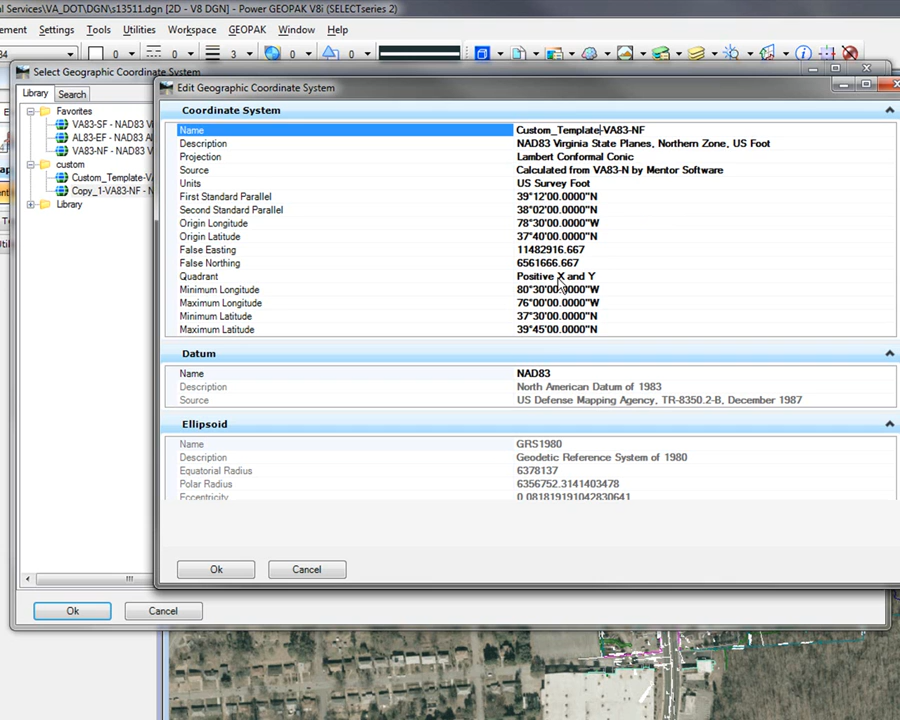 l Services\VA_DOT\DGN\s13511.dgn [2D - V8 DGN] - Power GEOPAK V8i (SELECTseries 2)
ement Settings Tools Utilities Workspace GEOPAK Window Help
0 0 3 0 0
Select Geographic Coordinate System
Library Search
Favorites
VA83-SF - NAD83 V
AL83-EF - NAD83 Al
VA83-NF - NAD83 V
custom
Custom_Template-VA
Copy_1-VA83-NF - N
Library
Ok Cancel
Edit Geographic Coordinate System
Coordinate System
Name Custom_Template-VA83-NF
Description NAD83 Virginia State Planes, Northern Zone, US Foot
Projection Lambert Conformal Conic
Source Calculated from VA83-N by Mentor Software
Units US Survey Foot
First Standard Parallel 39°12'00.0000"N
Second Standard Parallel 38°02'00.0000"N
Origin Longitude 78°30'00.0000"W
Origin Latitude 37°40'00.0000"N
False Easting 11482916.667
False Northing 6561666.667
Quadrant Positive X and Y
Minimum Longitude 80°30'00.0000"W
Maximum Longitude 76°00'00.0000"W
Minimum Latitude 37°30'00.0000"N
Maximum Latitude 39°45'00.0000"N
Datum
Name NAD83
Description North American Datum of 1983
Source US Defense Mapping Agency, TR-8350.2-B, December 1987
Ellipsoid
Name GRS1980
Description Geodetic Reference System of 1980
Equatorial Radius 6378137
Polar Radius 6356752.3141403478
Eccentricity 0.081819191042830641
Ok Cancel